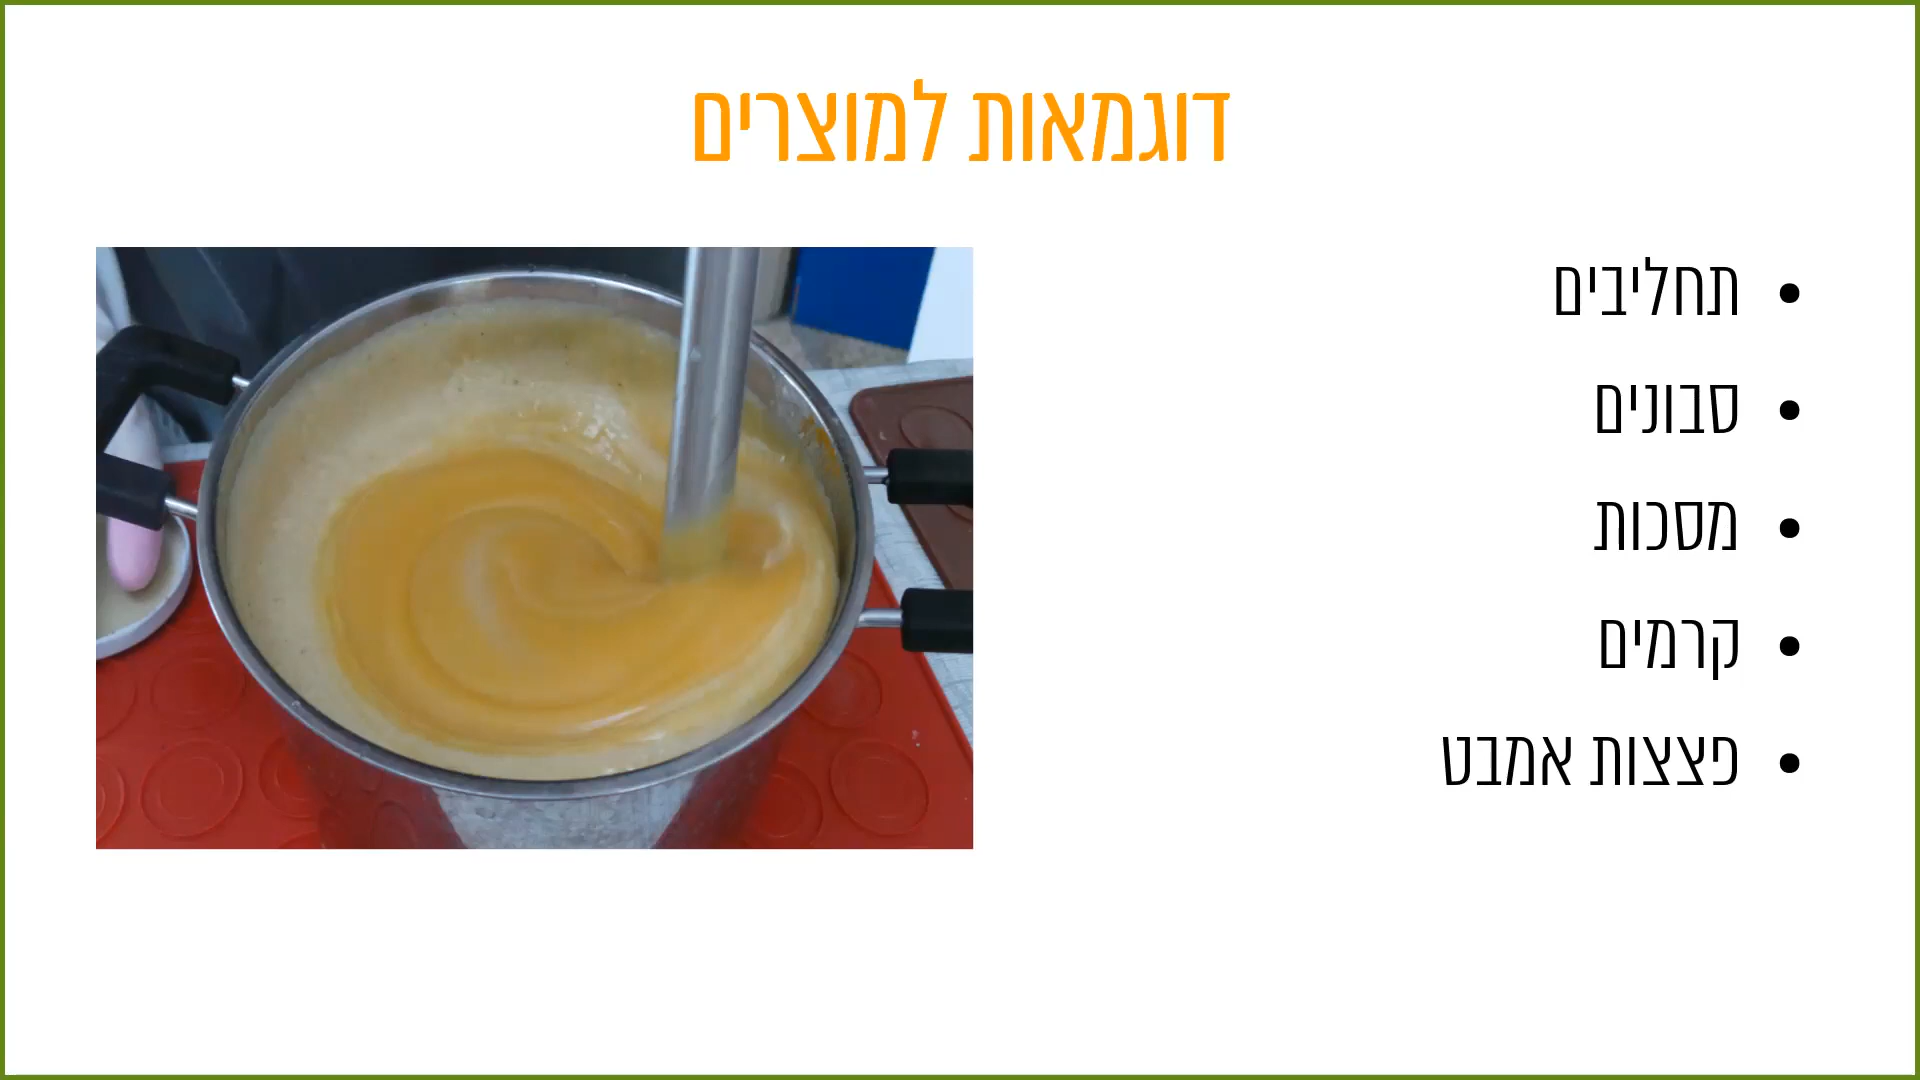 דוגמאות למוצרים
• תחליבים
• סבונים
• מסכות
• קרמים
• פצצות אמבט